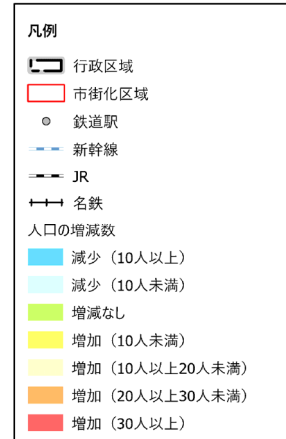 凡例
行政区域
市街化区域
鉄道駅
新幹線
JR
名鉄
人口の増減数
減少（10人以上）
減少（10人未満）
増減なし
増加（10人未満）
増加（10人以上20人未満）
増加（20人以上30人未満）
増加（30人以上）